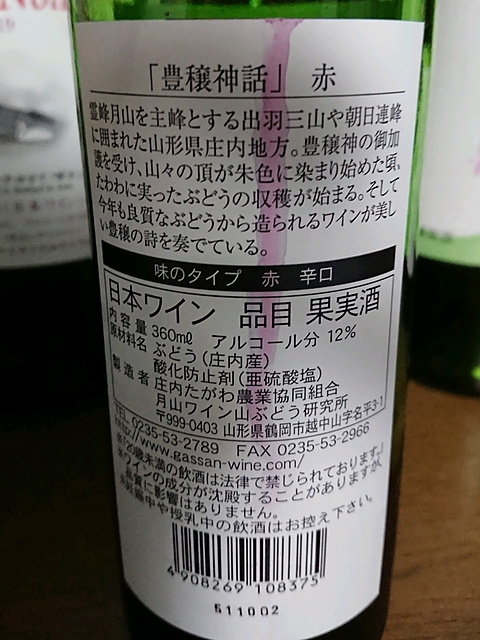 「豊穣神話」 赤
霊峰月山を主峰とする出羽三山や朝日連峰
に囲まれた山形県庄内地方。豊穣神の御加
護を受け、山々の頂が朱色に染まり始めた頃、
たわわに実ったぶどうの収穫が始まる。そして
今年も良質なぶどうから造られるワインが美し
い豊穣の詩を奏でている。
味のタイプ 赤 辛口
日本ワイン 品目 果実酒
内容量 360mℓ アルコール分 12%
原材料名 ぶどう(庄内産)
酸化防止剤(亜硫酸塩)
製造者 庄内たがわ農業協同組合
月山ワイン山ぶどう研究所
〒999-0403 山形県鶴岡市越中山字名平3-1
TEL 0235-53-2789 FAX 0235-53-2966
http://www.gassan-wine.com/
※20歳未満の飲酒は法律で禁じられております。
※ワインの成分が沈殿することがありますが、
品質に影響はありません。
※妊娠中や授乳中の飲酒はお控え下さい。
4 908269 108375
511002